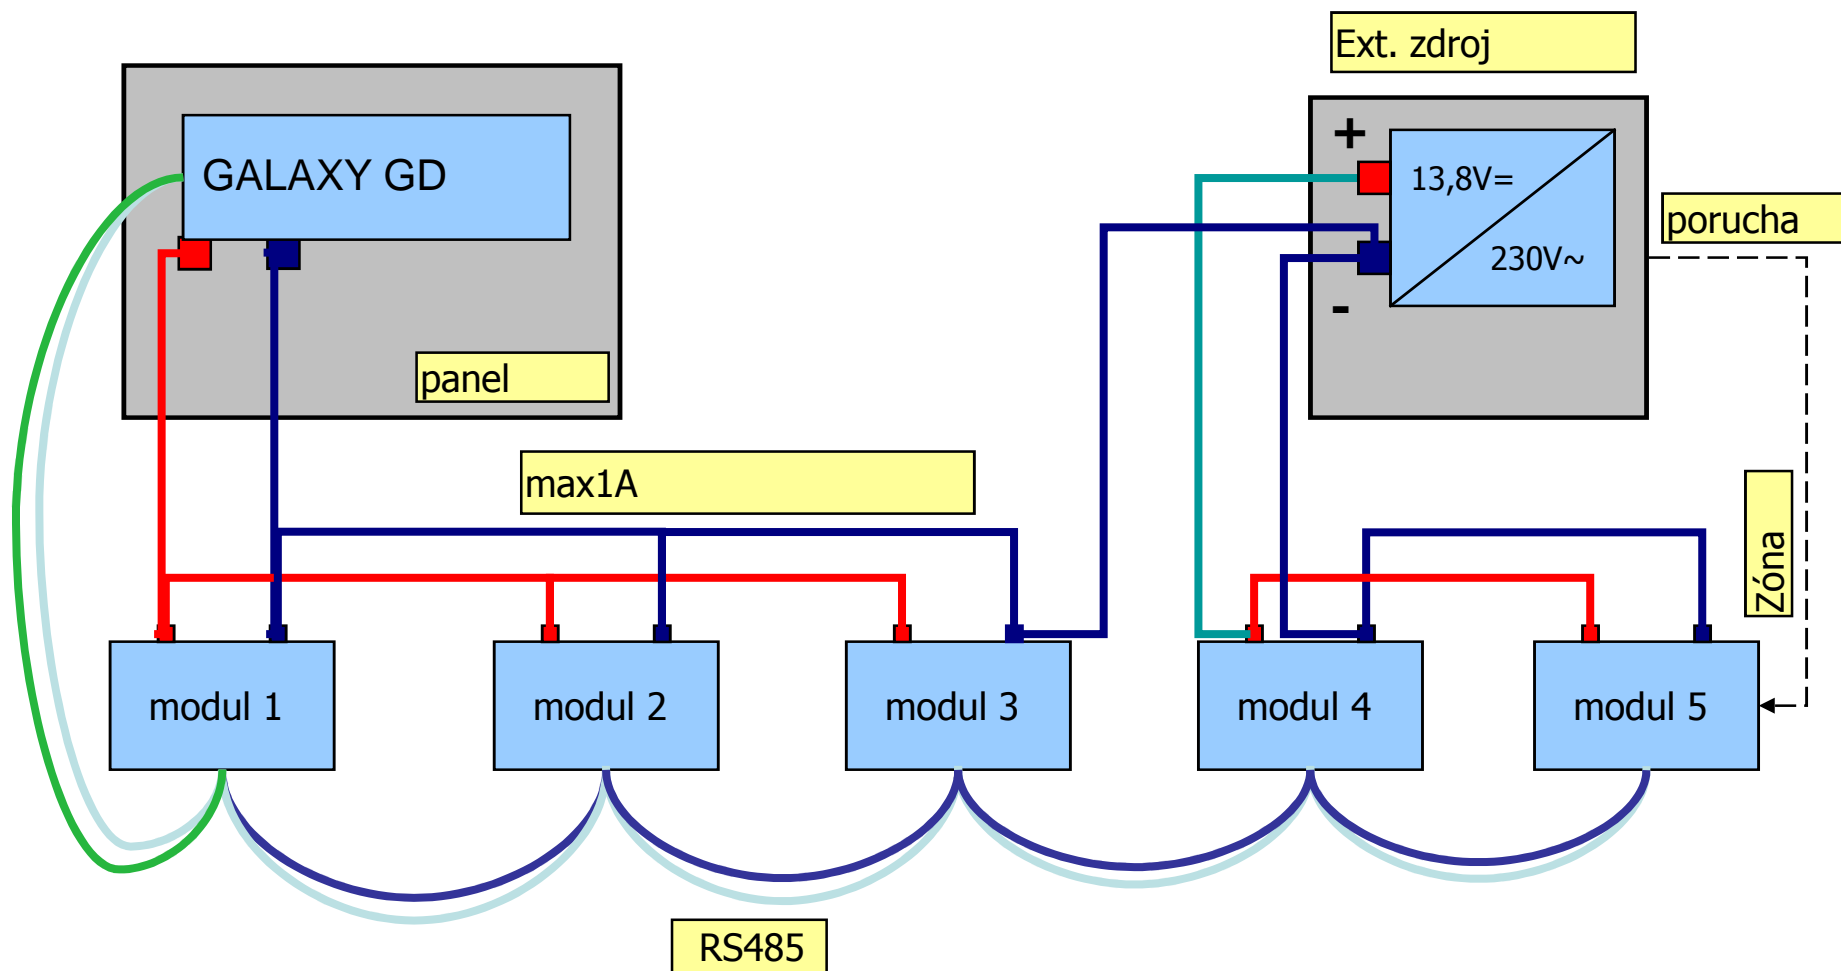 Ext. zdroj
GALAXY GD
+
13,8V=
230V~
-
porucha
panel
max1A
Zóna
modul 1
modul 2
modul 3
modul 4
modul 5
RS485